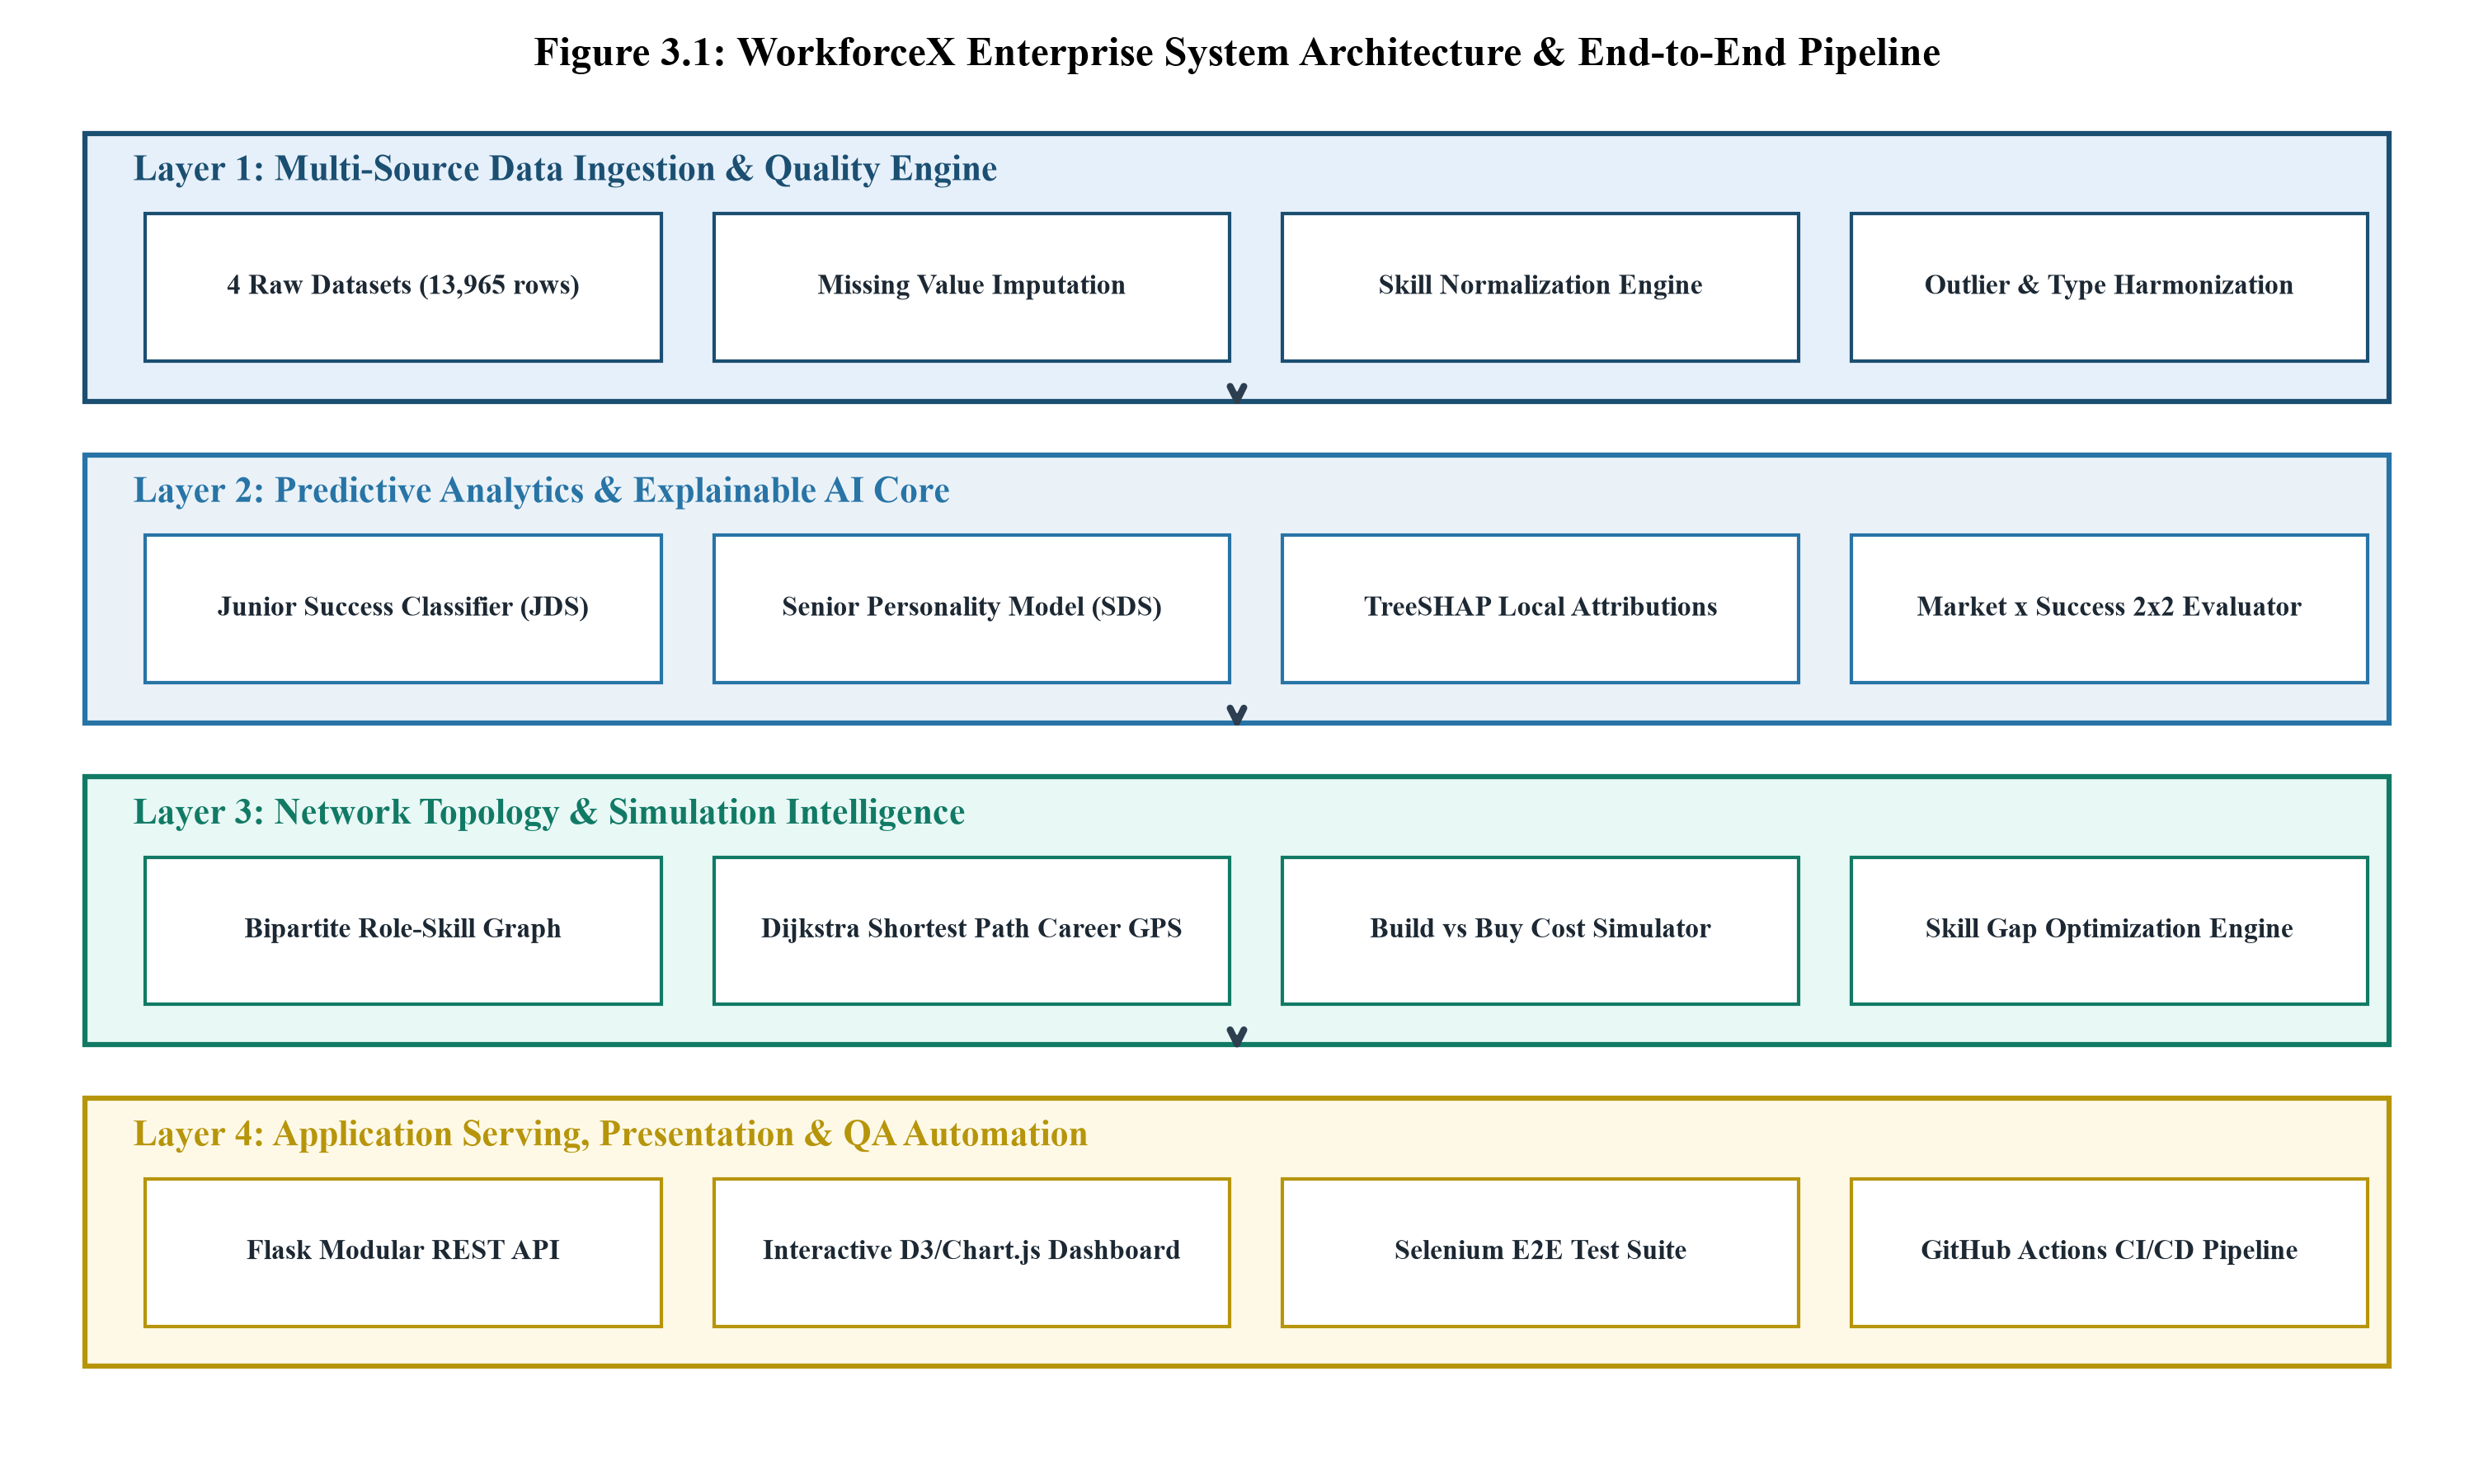 Figure 3.1: WorkforceX Enterprise System Architecture & End-to-End Pipeline
Layer 1: Multi-Source Data Ingestion & Quality Engine
4 Raw Datasets (13,965 rows)
Missing Value Imputation
Skill Normalization Engine
Outlier & Type Harmonization
Layer 2: Predictive Analytics & Explainable AI Core
Junior Success Classifier (JDS)
Senior Personality Model (SDS)
TreeSHAP Local Attributions
Market x Success 2x2 Evaluator
Layer 3: Network Topology & Simulation Intelligence
Bipartite Role-Skill Graph
Dijkstra Shortest Path Career GPS
Build vs Buy Cost Simulator
Skill Gap Optimization Engine
Layer 4: Application Serving, Presentation & QA Automation
Flask Modular REST API
Interactive D3/Chart.js Dashboard
Selenium E2E Test Suite
GitHub Actions CI/CD Pipeline